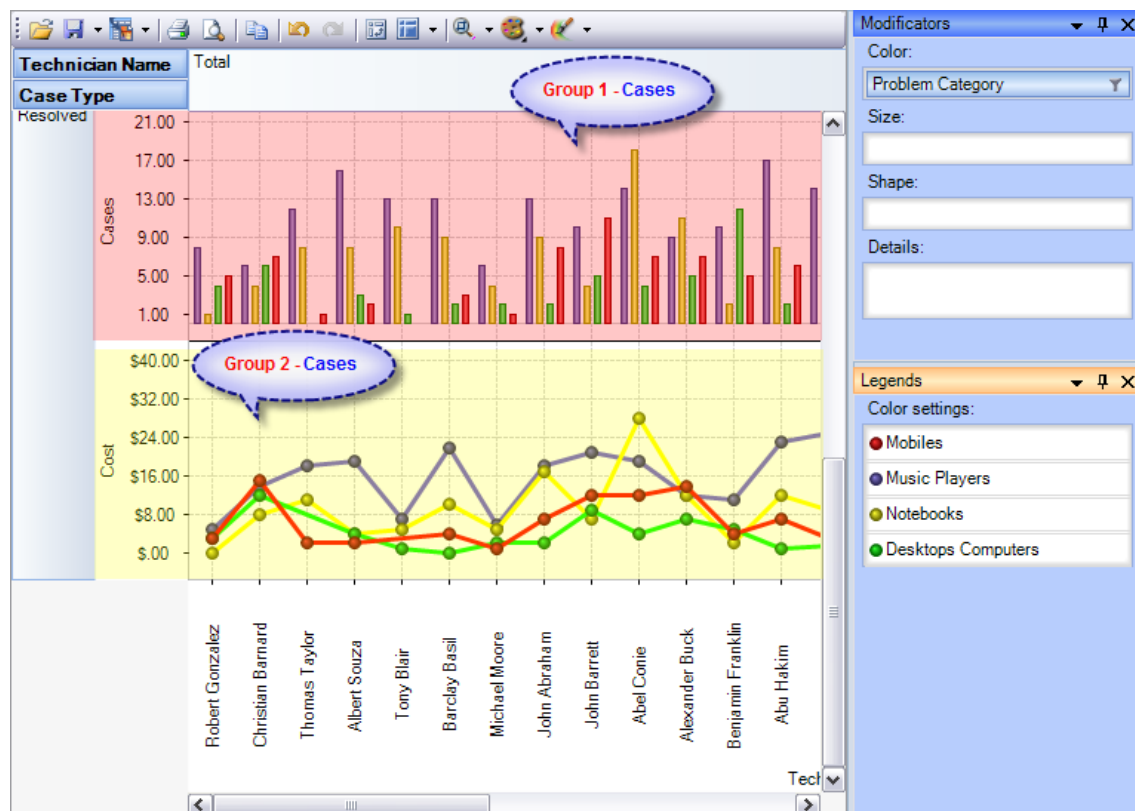 Modificators
Technician Name
Total
Case Type
Group 1 - Cases
Resolved
21.00
17.00
13.00
9.00
5.00
1.00
Cases
Group 2 - Cases
$40.00
$32.00
$24.00
$16.00
$8.00
$.00
Cost
Robert Gonzalez
Christian Barnard
Thomas Taylor
Albert Souza
Tony Blair
Barclay Basil
Michael Moore
John Abraham
John Barrett
Abel Conie
Alexander Buck
Benjamin Franklin
Abu Hakim
Tech
Color:
Problem Category
Size:
Shape:
Details:
Legends
Color settings:
Mobiles
Music Players
Notebooks
Desktops Computers